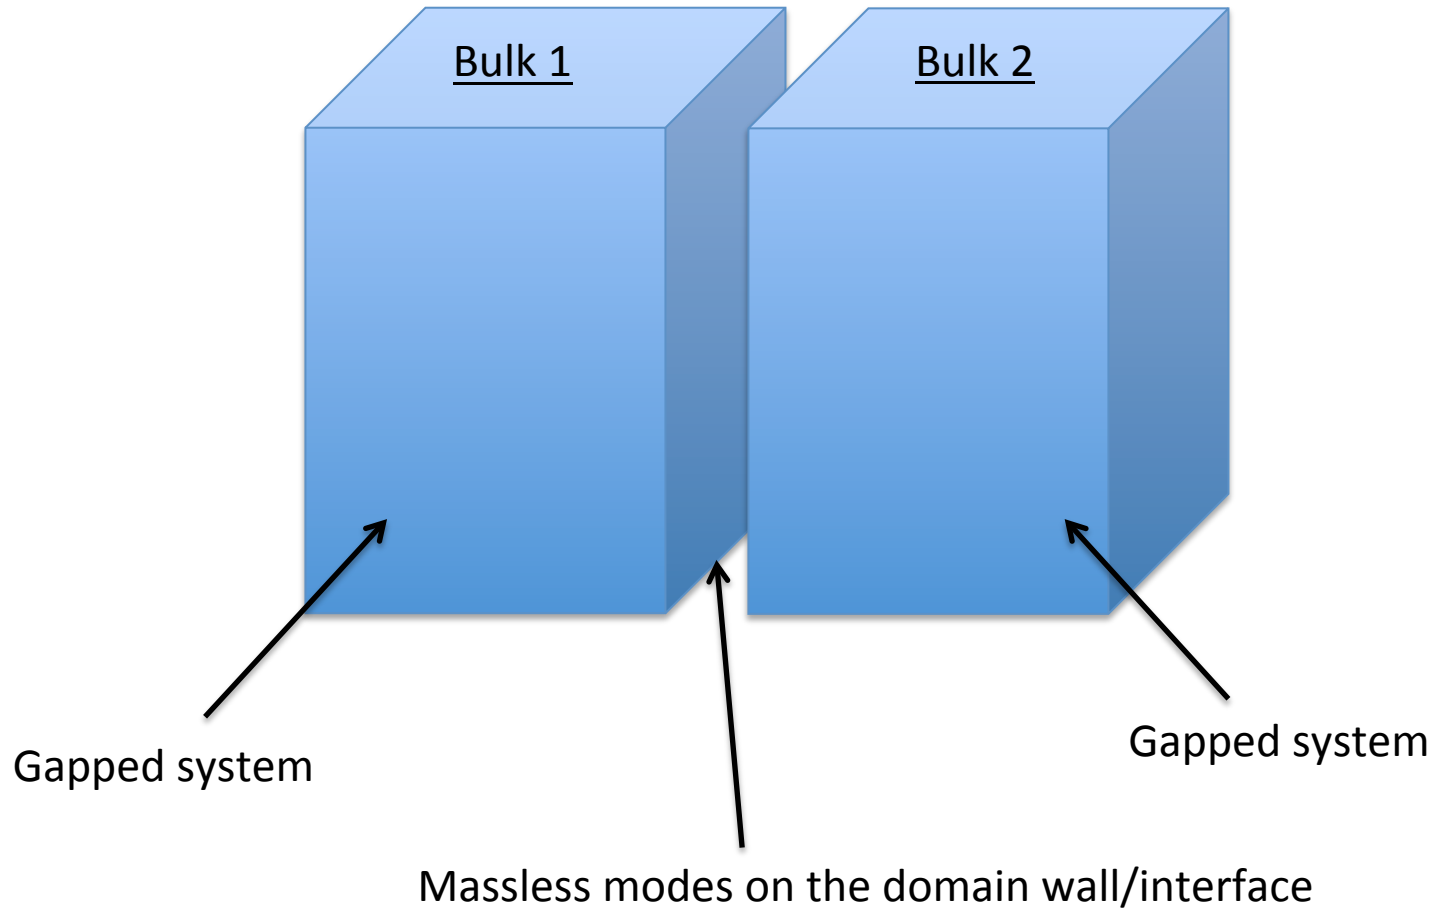 Bulk 1
Bulk 2
Gapped system
Gapped system
Massless modes on the domain wall/interface